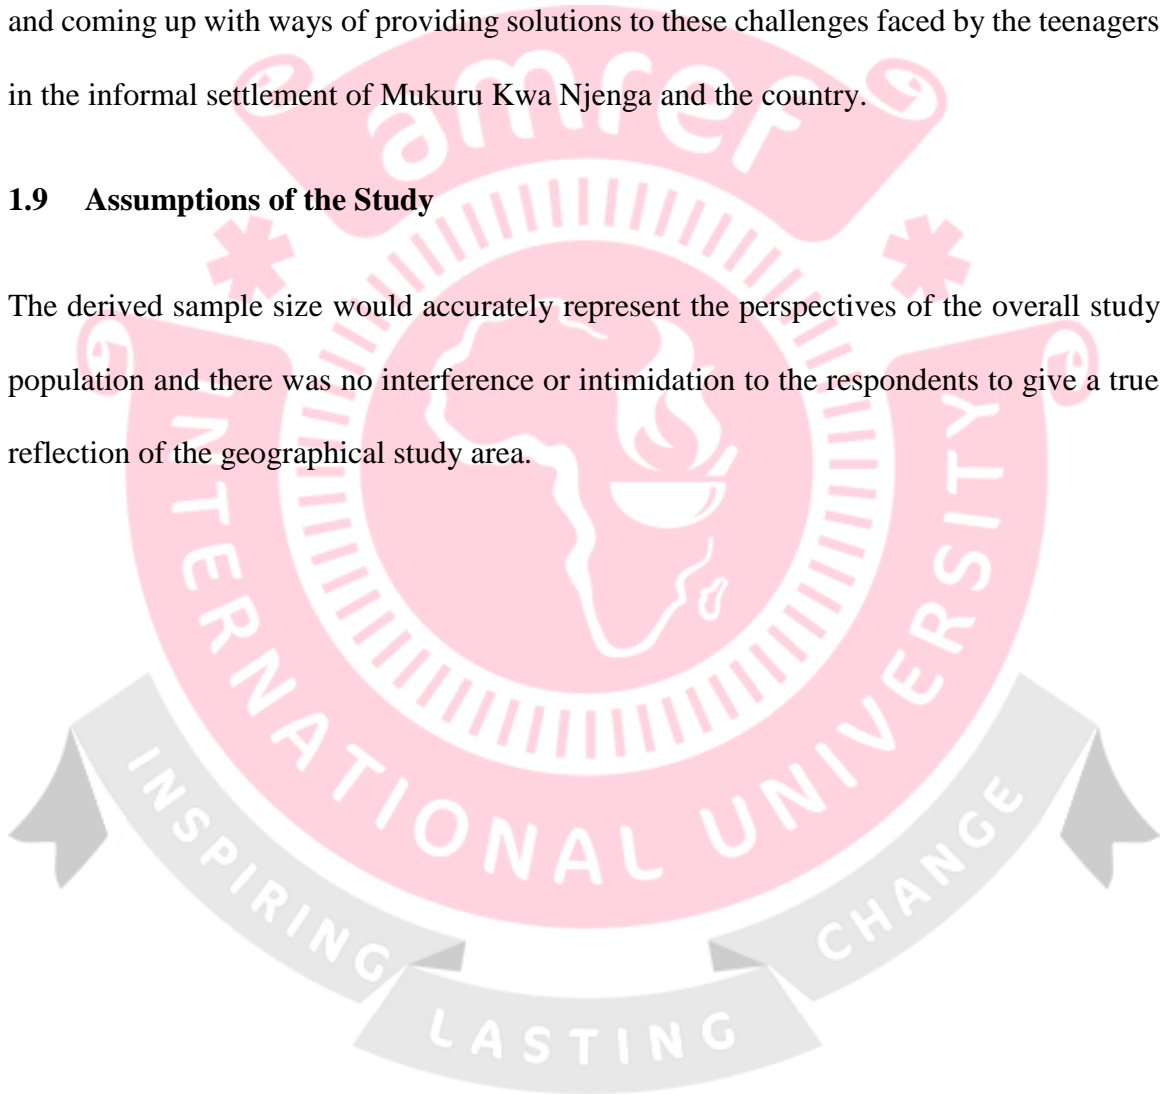 and coming up with ways of providing solutions to these challenges faced by the teenagers
in the informal settlement of Mukuru Kwa Njenga and the country.
1.9 Assumptions of the Study
The derived sample size would accurately represent the perspectives of the overall study
population and there was no interference or intimidation to the respondents to give a true
reflection of the geographical study area.
amref
INTERNATIONAL UNIVERSITY
INSPIRING
LASTING
CHANGE